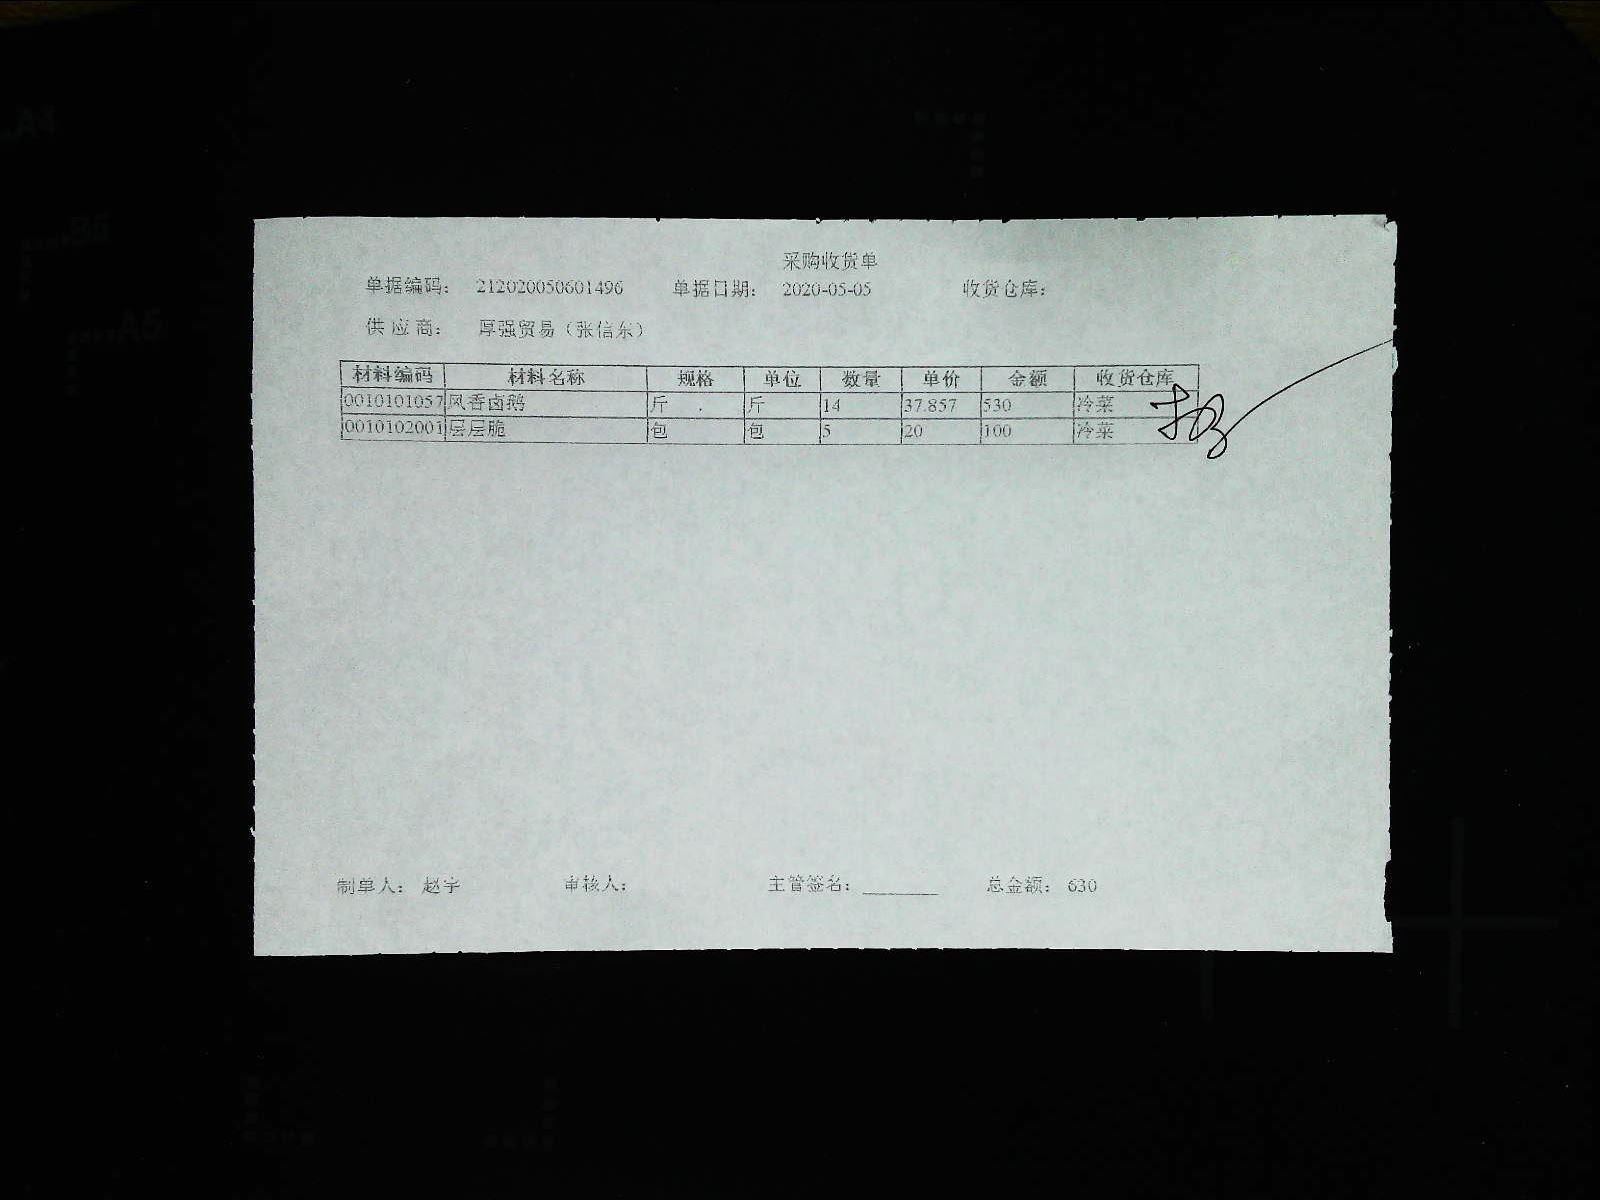 采购收货单
单据编码: 212020050601496 单据日期: 2020-05-05 收货仓库:
供应商: 厚强贸易（张信东）
材料编码 材料名称 规格 单位 数量 单价 金额 收货仓库
0010101057 风香卤鹅 斤 斤 14 37.857 530 冷菜
0010102001 层层脆 包 包 5 20 100 冷菜
制单人: 赵宇 审核人: 主管签名: 总金额: 630